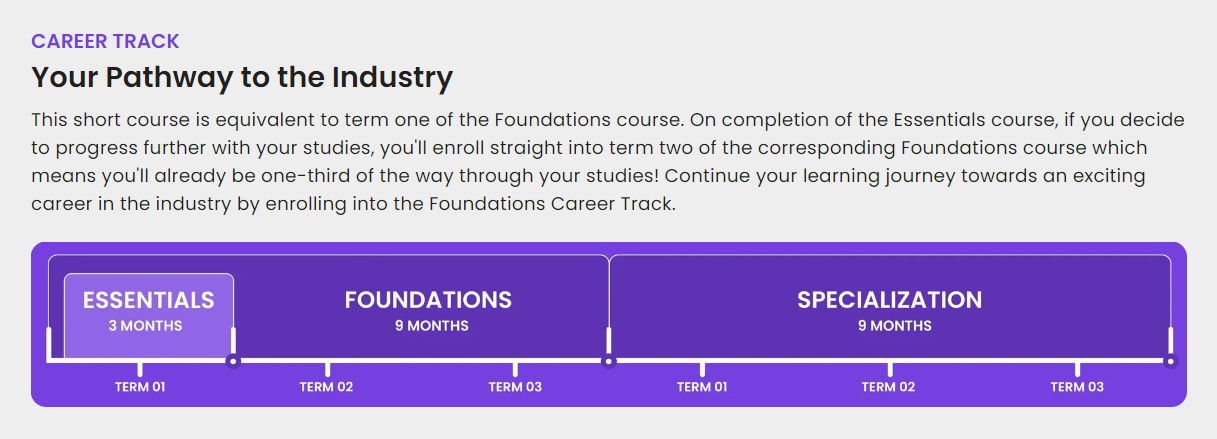 CAREER TRACK
Your Pathway to the Industry
This short course is equivalent to term one of the Foundations course. On completion of the Essentials course, if you decide
to progress further with your studies, you'll enroll straight into term two of the corresponding Foundations course which
means you'll already be one-third of the way through your studies! Continue your learning journey towards an exciting
career in the industry by enrolling into the Foundations Career Track.
ESSENTIALS
3 MONTHS
FOUNDATIONS
9 MONTHS
SPECIALIZATION
9 MONTHS
TERM 01
TERM 02
TERM 03
TERM 01
TERM 02
TERM 03